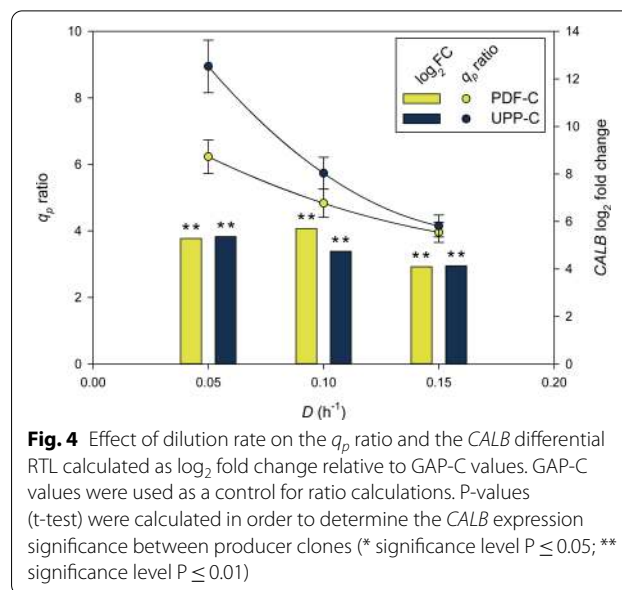 log₂FC
qₚ ratio
PDF-C
UPP-C
10
8
6
4
2
0
qₚ ratio
14
12
10
8
6
4
2
0
CALB log₂ fold change
**
**
**
**
**
**
0.00
0.05
0.10
0.15
0.20
D (h⁻¹)
Fig. 4 Effect of dilution rate on the qₚ ratio and the CALB differential
RTL calculated as log₂ fold change relative to GAP-C values. GAP-C
values were used as a control for ratio calculations. P-values
(t-test) were calculated in order to determine the CALB expression
significance between producer clones (* significance level P ≤ 0.05; **
significance level P ≤ 0.01)